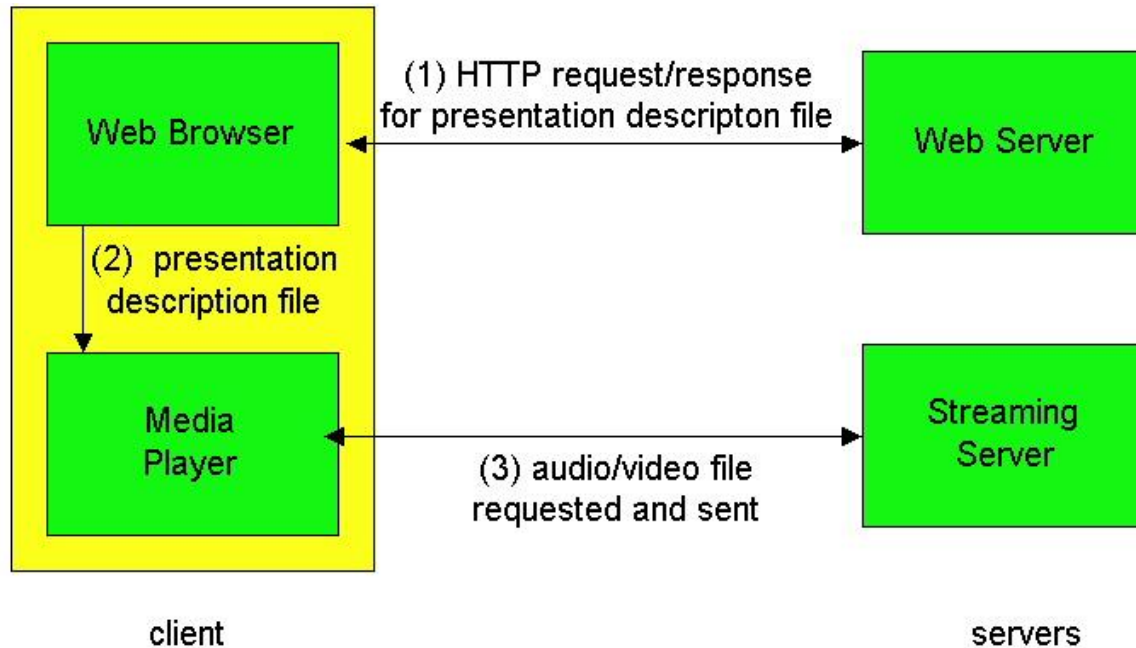 (1) HTTP request/response
for presentation descripton file
Web Browser
Web Server
(2) presentation
description file
Media
Player
Streaming
Server
(3) audio/video file
requested and sent
client
servers